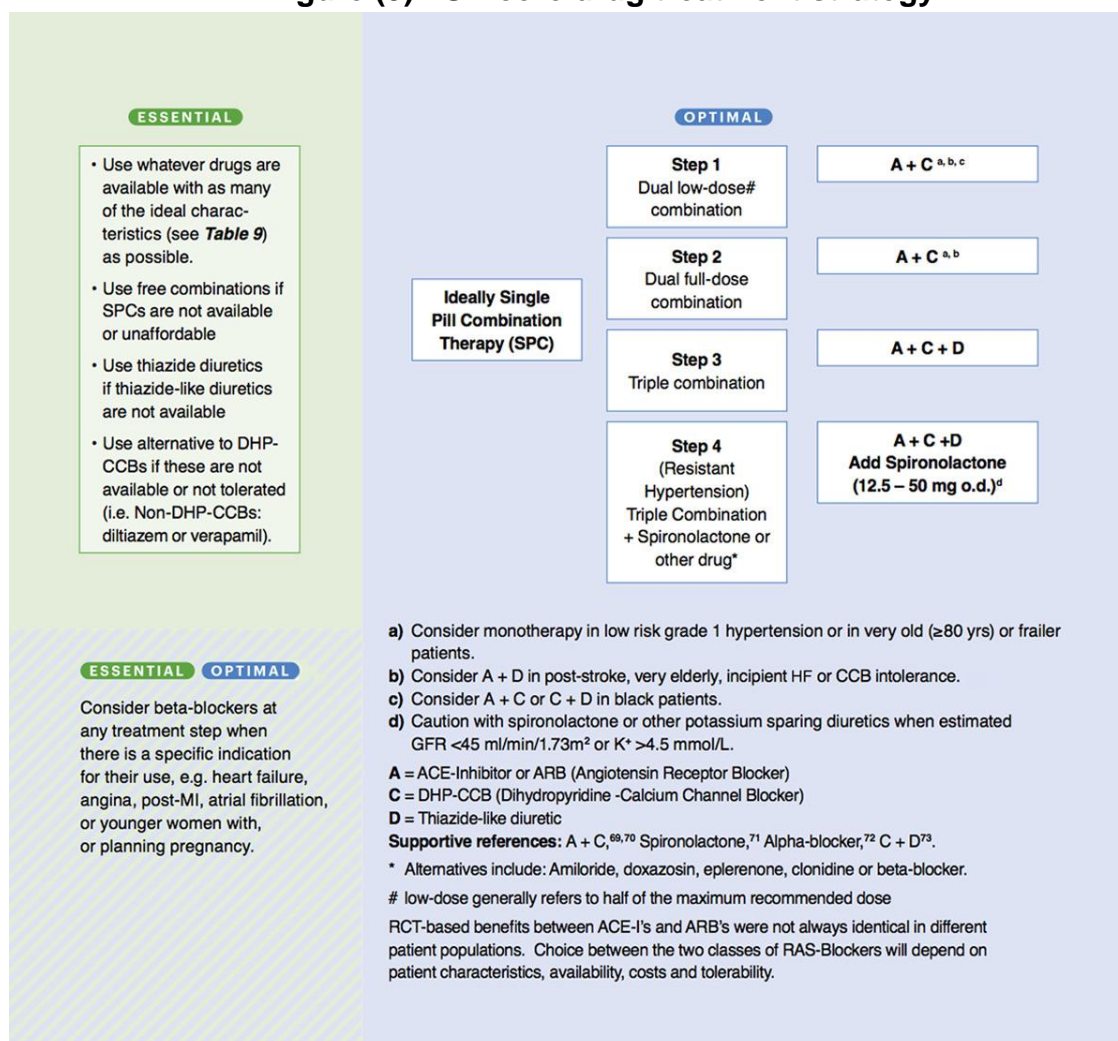 ESSENTIAL
• Use whatever drugs are
available with as many
of the ideal charac-
teristics (see Table 9)
as possible.
• Use free combinations if
SPCs are not available
or unaffordable
• Use thiazide diuretics
if thiazide-like diuretics
are not available
• Use alternative to DHP-
CCBs if these are not
available or not tolerated
(i.e. Non-DHP-CCBs:
diltiazem or verapamil).
OPTIMAL
Ideally Single
Pill Combination
Therapy (SPC)
Step 1
Dual low-dose#
combination
A + C a, b, c
Step 2
Dual full-dose
combination
A + C a, b
Step 3
Triple combination
A + C + D
Step 4
(Resistant
Hypertension)
Triple Combination
+ Spironolactone or
other drug*
A + C +D
Add Spironolactone
(12.5 – 50 mg o.d.)d
ESSENTIAL OPTIMAL
Consider beta-blockers at
any treatment step when
there is a specific indication
for their use, e.g. heart failure,
angina, post-MI, atrial fibrillation,
or younger women with,
or planning pregnancy.
a) Consider monotherapy in low risk grade 1 hypertension or in very old (≥80 yrs) or frailer
patients.
b) Consider A + D in post-stroke, very elderly, incipient HF or CCB intolerance.
c) Consider A + C or C + D in black patients.
d) Caution with spironolactone or other potassium sparing diuretics when estimated
GFR <45 ml/min/1.73m² or K⁺ >4.5 mmol/L.
A = ACE-Inhibitor or ARB (Angiotensin Receptor Blocker)
C = DHP-CCB (Dihydropyridine -Calcium Channel Blocker)
D = Thiazide-like diuretic
Supportive references: A + C,⁶⁹,⁷⁰ Spironolactone,⁷¹ Alpha-blocker,⁷² C + D⁷³.
* Alternatives include: Amiloride, doxazosin, eplerenone, clonidine or beta-blocker.
# low-dose generally refers to half of the maximum recommended dose
RCT-based benefits between ACE-I's and ARB's were not always identical in different
patient populations. Choice between the two classes of RAS-Blockers will depend on
patient characteristics, availability, costs and tolerability.